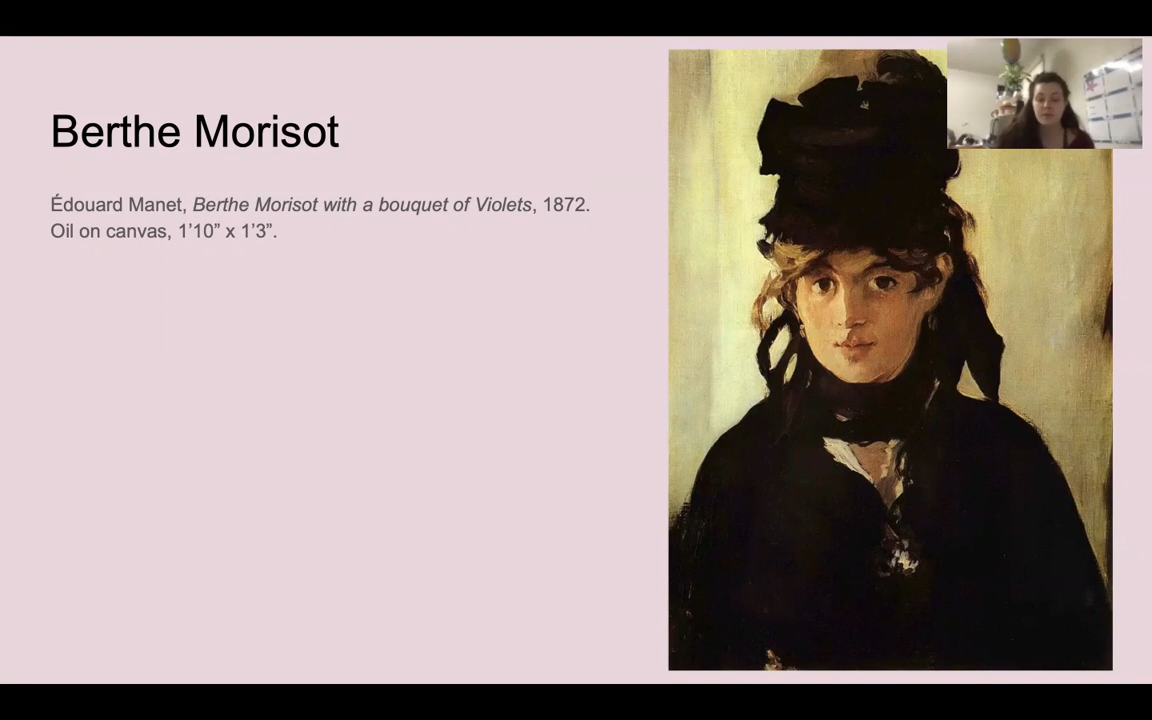 Berthe Morisot
Édouard Manet, Berthe Morisot with a bouquet of Violets, 1872.
Oil on canvas, 1’10” x 1’3”.